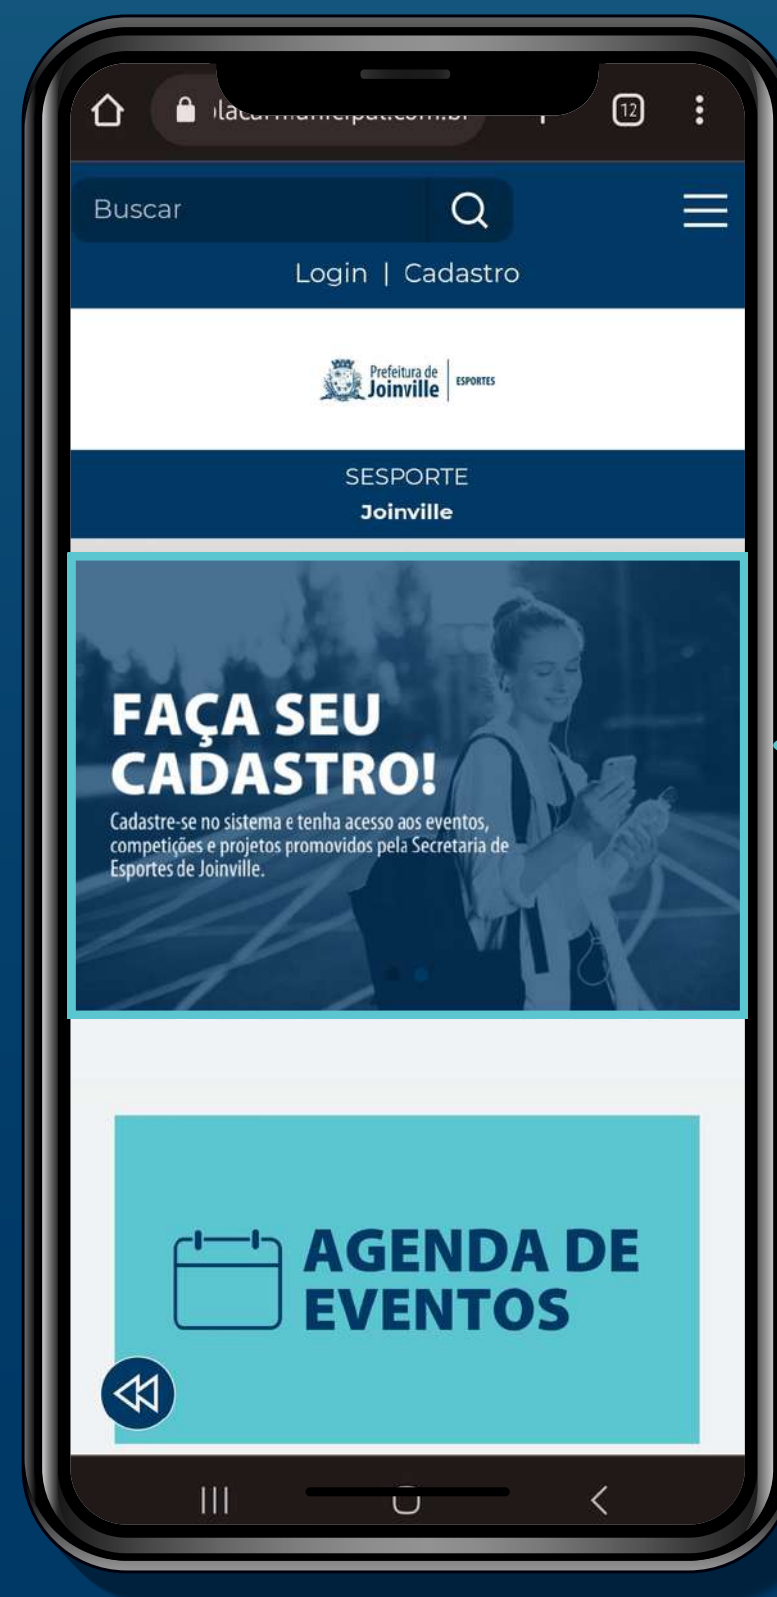 12
Buscar
Login | Cadastro
Prefeitura de
Joinville
ESPORTES
SESPORTE
Joinville
FAÇA SEU
CADASTRO!
Cadastre-se no sistema e tenha acesso aos eventos,
competições e projetos promovidos pela Secretaria de
Esportes de Joinville.
AGENDA DE
EVENTOS